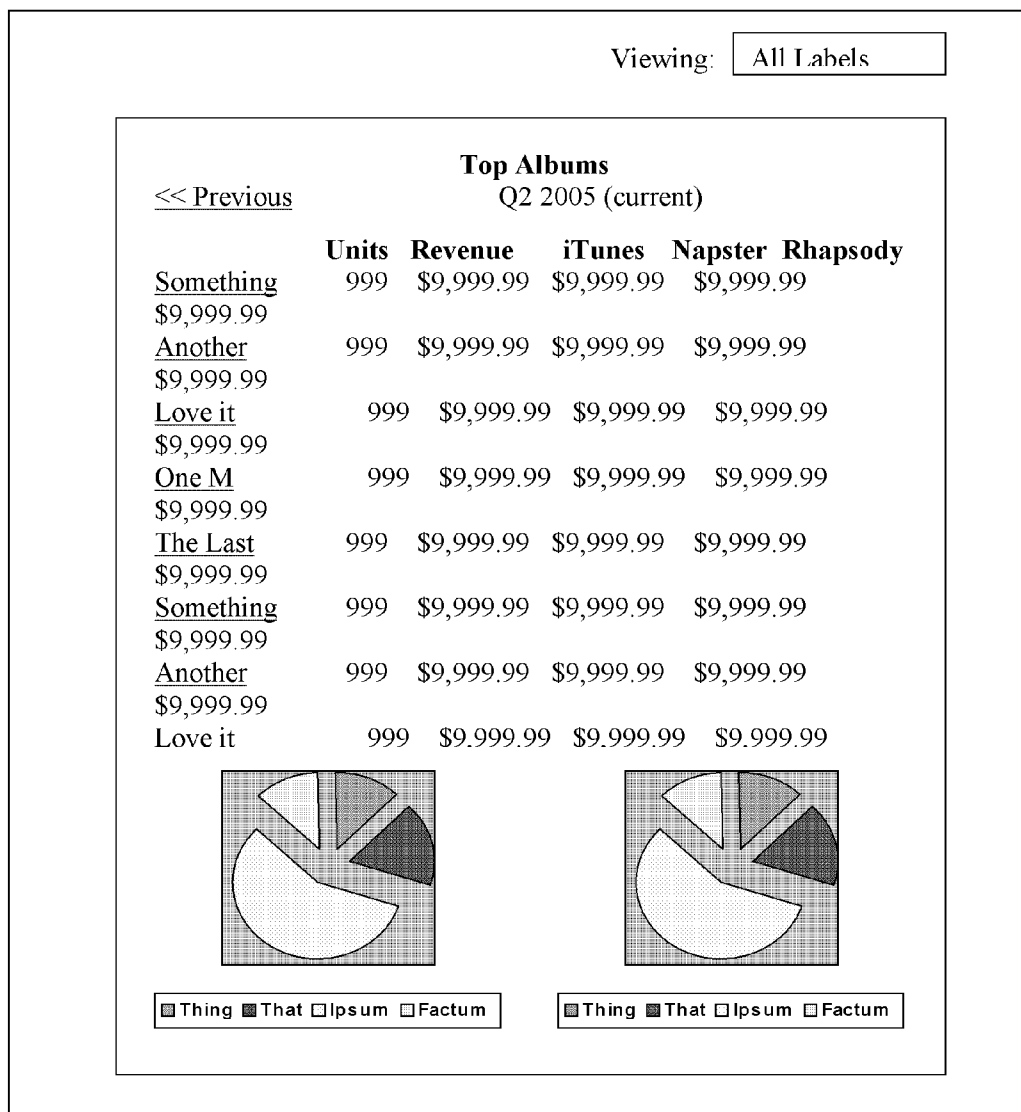 Viewing: All Labels
Top Albums
<< Previous Q2 2005 (current)
Units Revenue iTunes Napster Rhapsody
Something 999 $9,999.99 $9,999.99 $9,999.99
$9,999.99
Another 999 $9,999.99 $9,999.99 $9,999.99
$9,999.99
Love it 999 $9,999.99 $9,999.99 $9,999.99
$9,999.99
One M 999 $9,999.99 $9,999.99 $9,999.99
$9,999.99
The Last 999 $9,999.99 $9,999.99 $9,999.99
$9,999.99
Something 999 $9,999.99 $9,999.99 $9,999.99
$9,999.99
Another 999 $9,999.99 $9,999.99 $9,999.99
$9,999.99
Love it 999 $9,999.99 $9,999.99 $9,999.99
Thing That Ipsum Factum
Thing That Ipsum Factum